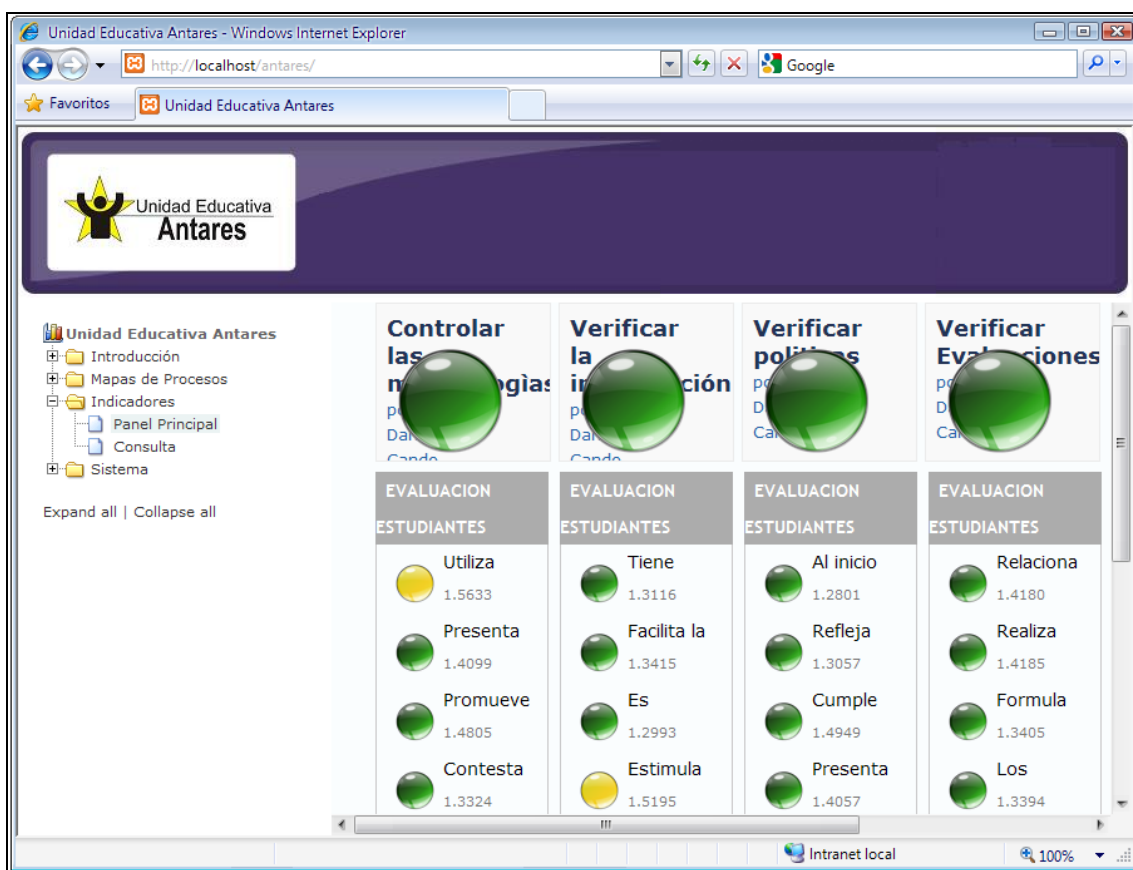 Unidad Educativa Antares - Windows Internet Explorer
http://localhost/antares/
Google
Favoritos
Unidad Educativa Antares
Unidad Educativa
Antares
Unidad Educativa Antares
Introducción
Mapas de Procesos
Indicadores
Panel Principal
Consulta
Sistema
Expand all | Collapse all
Controlar
las
Verificar
la
Verificar
Verificar
EVALUACION
ESTUDIANTES
Utiliza
1.5633
Presenta
1.4099
Promueve
1.4805
Contesta
1.3324
EVALUACION
ESTUDIANTES
Tiene
1.3116
Facilita la
1.3415
Es
1.2993
Estimula
1.5195
EVALUACION
ESTUDIANTES
Al inicio
1.2801
Refleja
1.3057
Cumple
1.4949
Presenta
1.4057
EVALUACION
ESTUDIANTES
Relaciona
1.4180
Realiza
1.4185
Formula
1.3405
Los
1.3394
Intranet local
100%